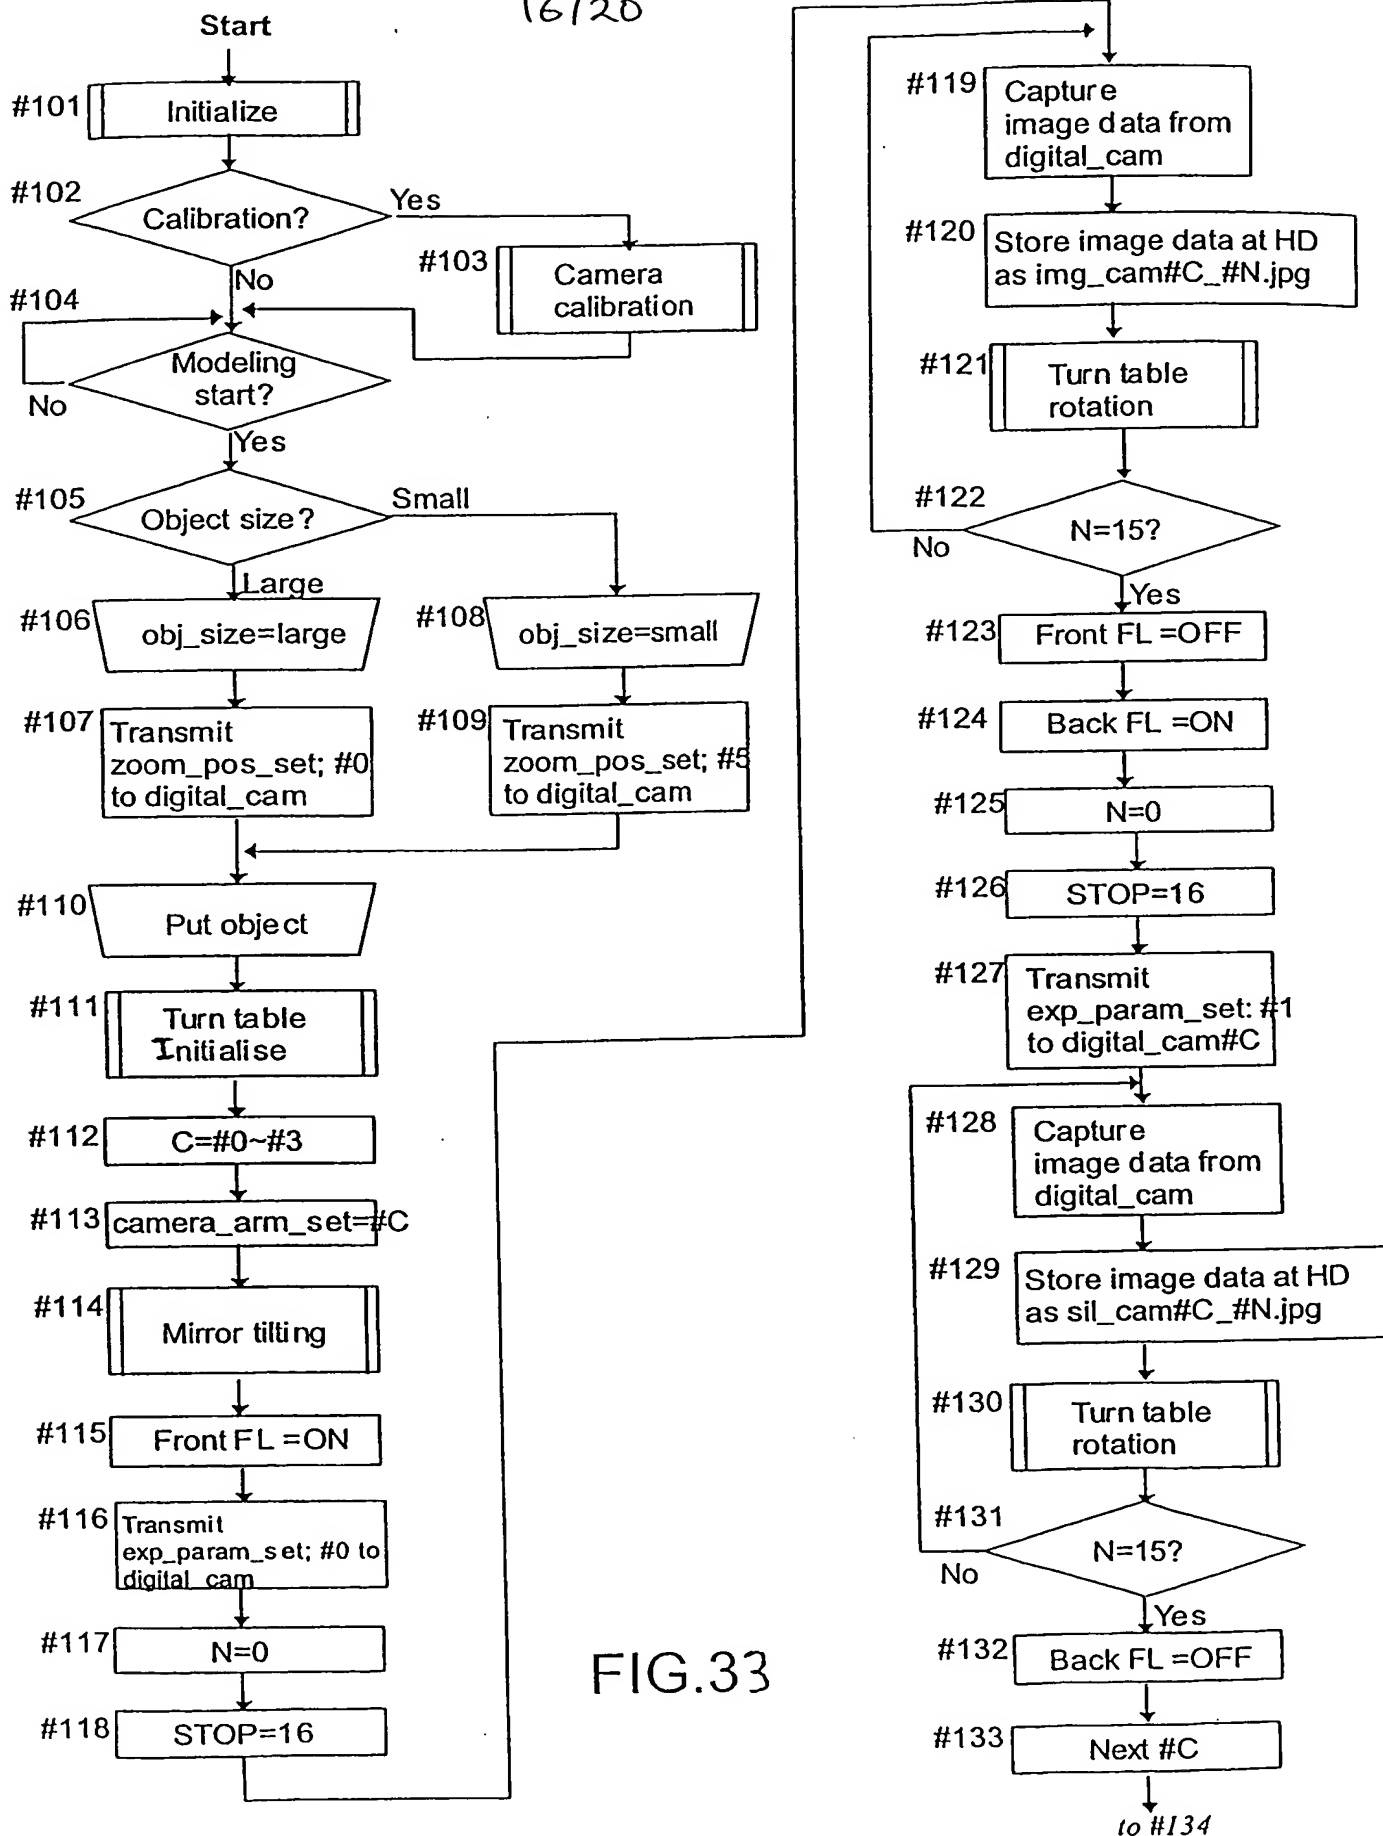 16/20
Start
#101
Initialize
#102
Calibration?
Yes
No
#103
Camera
calibration
#104
Modeling
start?
No
Yes
#105
Object size?
Small
Large
#106
obj_size=large
#107
Transmit
zoom_pos_set; #0
to digital_cam
#108
obj_size=small
#109
Transmit
zoom_pos_set; #5
to digital_cam
#110
Put object
#111
Turn table
Initialise
#112
C=#0~#3
#113
camera_arm_set=#C
#114
Mirror tilting
#115
Front FL =ON
#116
Transmit
exp_param_set; #0 to
digital_cam
#117
N=0
#118
STOP=16
#119
Capture
image data from
digital_cam
#120
Store image data at HD
as img_cam#C_#N.jpg
#121
Turn table
rotation
#122
N=15?
No
Yes
#123
Front FL =OFF
#124
Back FL =ON
#125
N=0
#126
STOP=16
#127
Transmit
exp_param_set: #1
to digital_cam#C
#128
Capture
image data from
digital_cam
#129
Store image data at HD
as sil_cam#C_#N.jpg
#130
Turn table
rotation
#131
N=15?
No
Yes
#132
Back FL =OFF
#133
Next #C
to #134
FIG.33